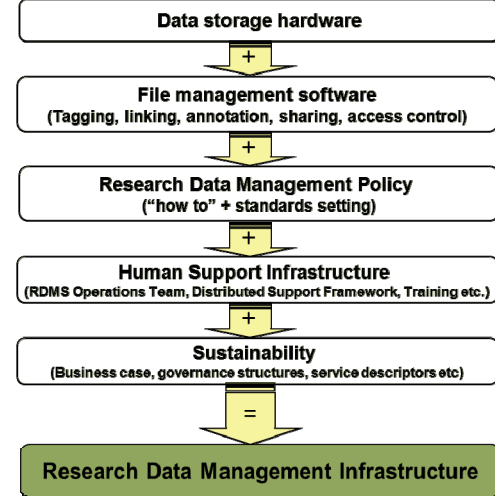 Data storage hardware
+
File management software
(Tagging, linking, annotation, sharing, access control)
+
Research Data Management Policy
(“how to” + standards setting)
+
Human Support Infrastructure
(RDMS Operations Team, Distributed Support Framework, Training etc.)
+
Sustainability
(Business case, governance structures, service descriptors etc)
=
Research Data Management Infrastructure